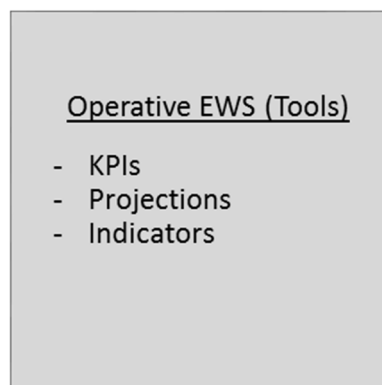 Operative EWS (Tools)
- KPIs
- Projections
- Indicators